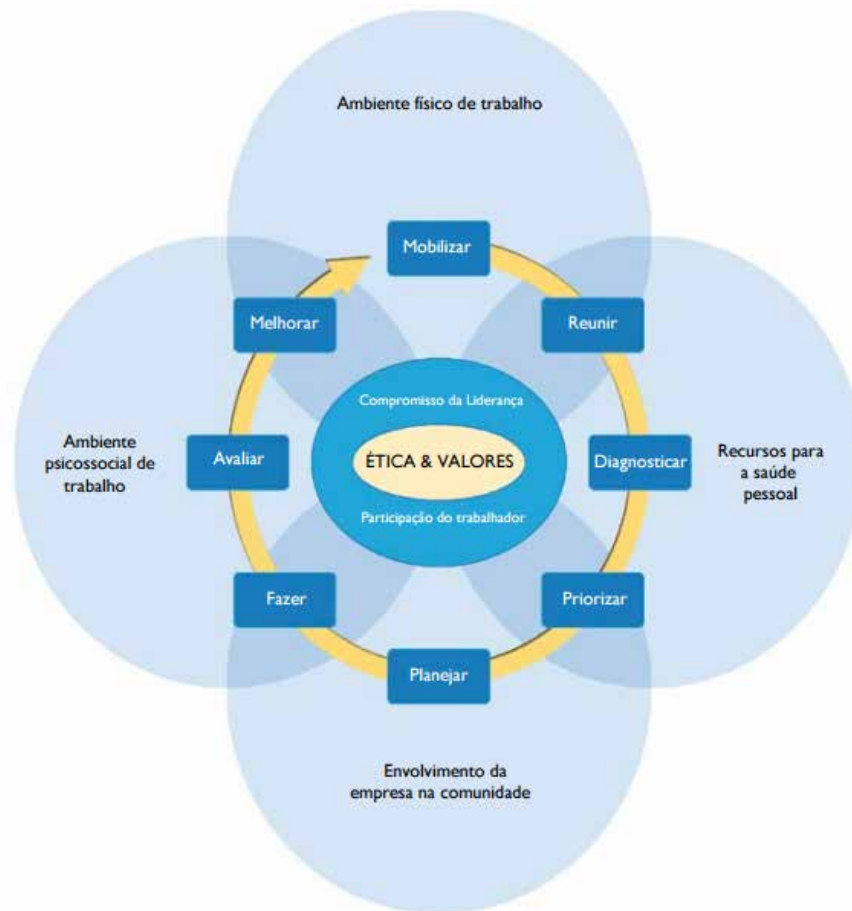 Ambiente físico de trabalho
Mobilizar
Melhorar
Reunir
Compromisso da Liderança
Ambiente
psicossocial de
trabalho
Avaliar
ÉTICA & VALORES
Diagnosticar
Recursos para
a saúde
pessoal
Participação do trabalhador
Fazer
Priorizar
Planejar
Envolvimento da
empresa na comunidade